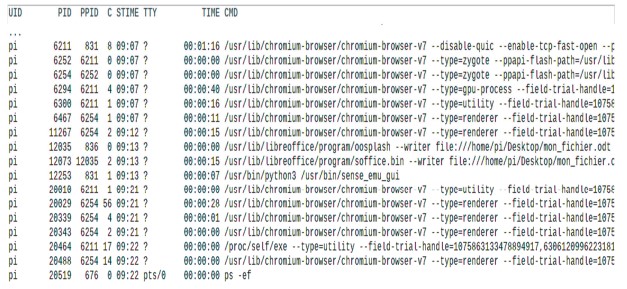 UID PID PPID C STIME TTY TIME CMD
...
pi 6211 831 8 09:07 ? 00:01:16 /usr/lib/chromium-browser/chromium-browser-v7 --disable-quic --enable-tcp-fast-open --p
pi 6252 6211 0 09:07 ? 00:00:00 /usr/lib/chromium-browser/chromium-browser-v7 --type=zygote --ppapi-flash-path=/usr/lib
pi 6254 6252 0 09:07 ? 00:00:00 /usr/lib/chromium-browser/chromium-browser-v7 --type=zygote --ppapi-flash-path=/usr/lib
pi 6294 6211 4 09:07 ? 00:00:40 /usr/lib/chromium-browser/chromium-browser-v7 --type=gpu-process --field-trial-handle=1
pi 6300 6211 1 09:07 ? 00:00:16 /usr/lib/chromium-browser/chromium-browser-v7 --type=utility --field-trial-handle=10758
pi 6467 6254 1 09:07 ? 00:00:11 /usr/lib/chromium-browser/chromium-browser-v7 --type=renderer --field-trial-handle=1075
pi 11267 6254 2 09:12 ? 00:00:15 /usr/lib/chromium-browser/chromium-browser-v7 --type=renderer --field-trial-handle=1075
pi 12035 836 0 09:13 ? 00:00:00 /usr/lib/libreoffice/program/oosplash --writer file:///home/pi/Desktop/mon_fichier.odt
pi 12073 12035 2 09:13 ? 00:00:15 /usr/lib/libreoffice/program/soffice.bin --writer file:///home/pi/Desktop/mon_fichier.o
pi 12253 831 1 09:13 ? 00:00:07 /usr/bin/python3 /usr/bin/sense_emu_gui
pi 20010 6211 1 09:21 ? 00:00:00 /usr/lib/chromium-browser/chromium-browser-v7 --type=utility --field-trial-handle=10758
pi 20029 6254 56 09:21 ? 00:00:28 /usr/lib/chromium-browser/chromium-browser-v7 --type=renderer --field-trial-handle=1075
pi 20339 6254 4 09:21 ? 00:00:01 /usr/lib/chromium-browser/chromium-browser-v7 --type=renderer --field-trial-handle=1075
pi 20343 6254 2 09:21 ? 00:00:00 /usr/lib/chromium-browser/chromium-browser-v7 --type=renderer --field-trial-handle=1075
pi 20464 6211 17 09:22 ? 00:00:00 /proc/self/exe --type=utility --field-trial-handle=1075863133478894917,6306120996223181
pi 20488 6254 14 09:22 ? 00:00:00 /usr/lib/chromium-browser/chromium-browser-v7 --type=renderer --field-trial-handle=1075
pi 20519 676 0 09:22 pts/0 00:00:00 ps -ef